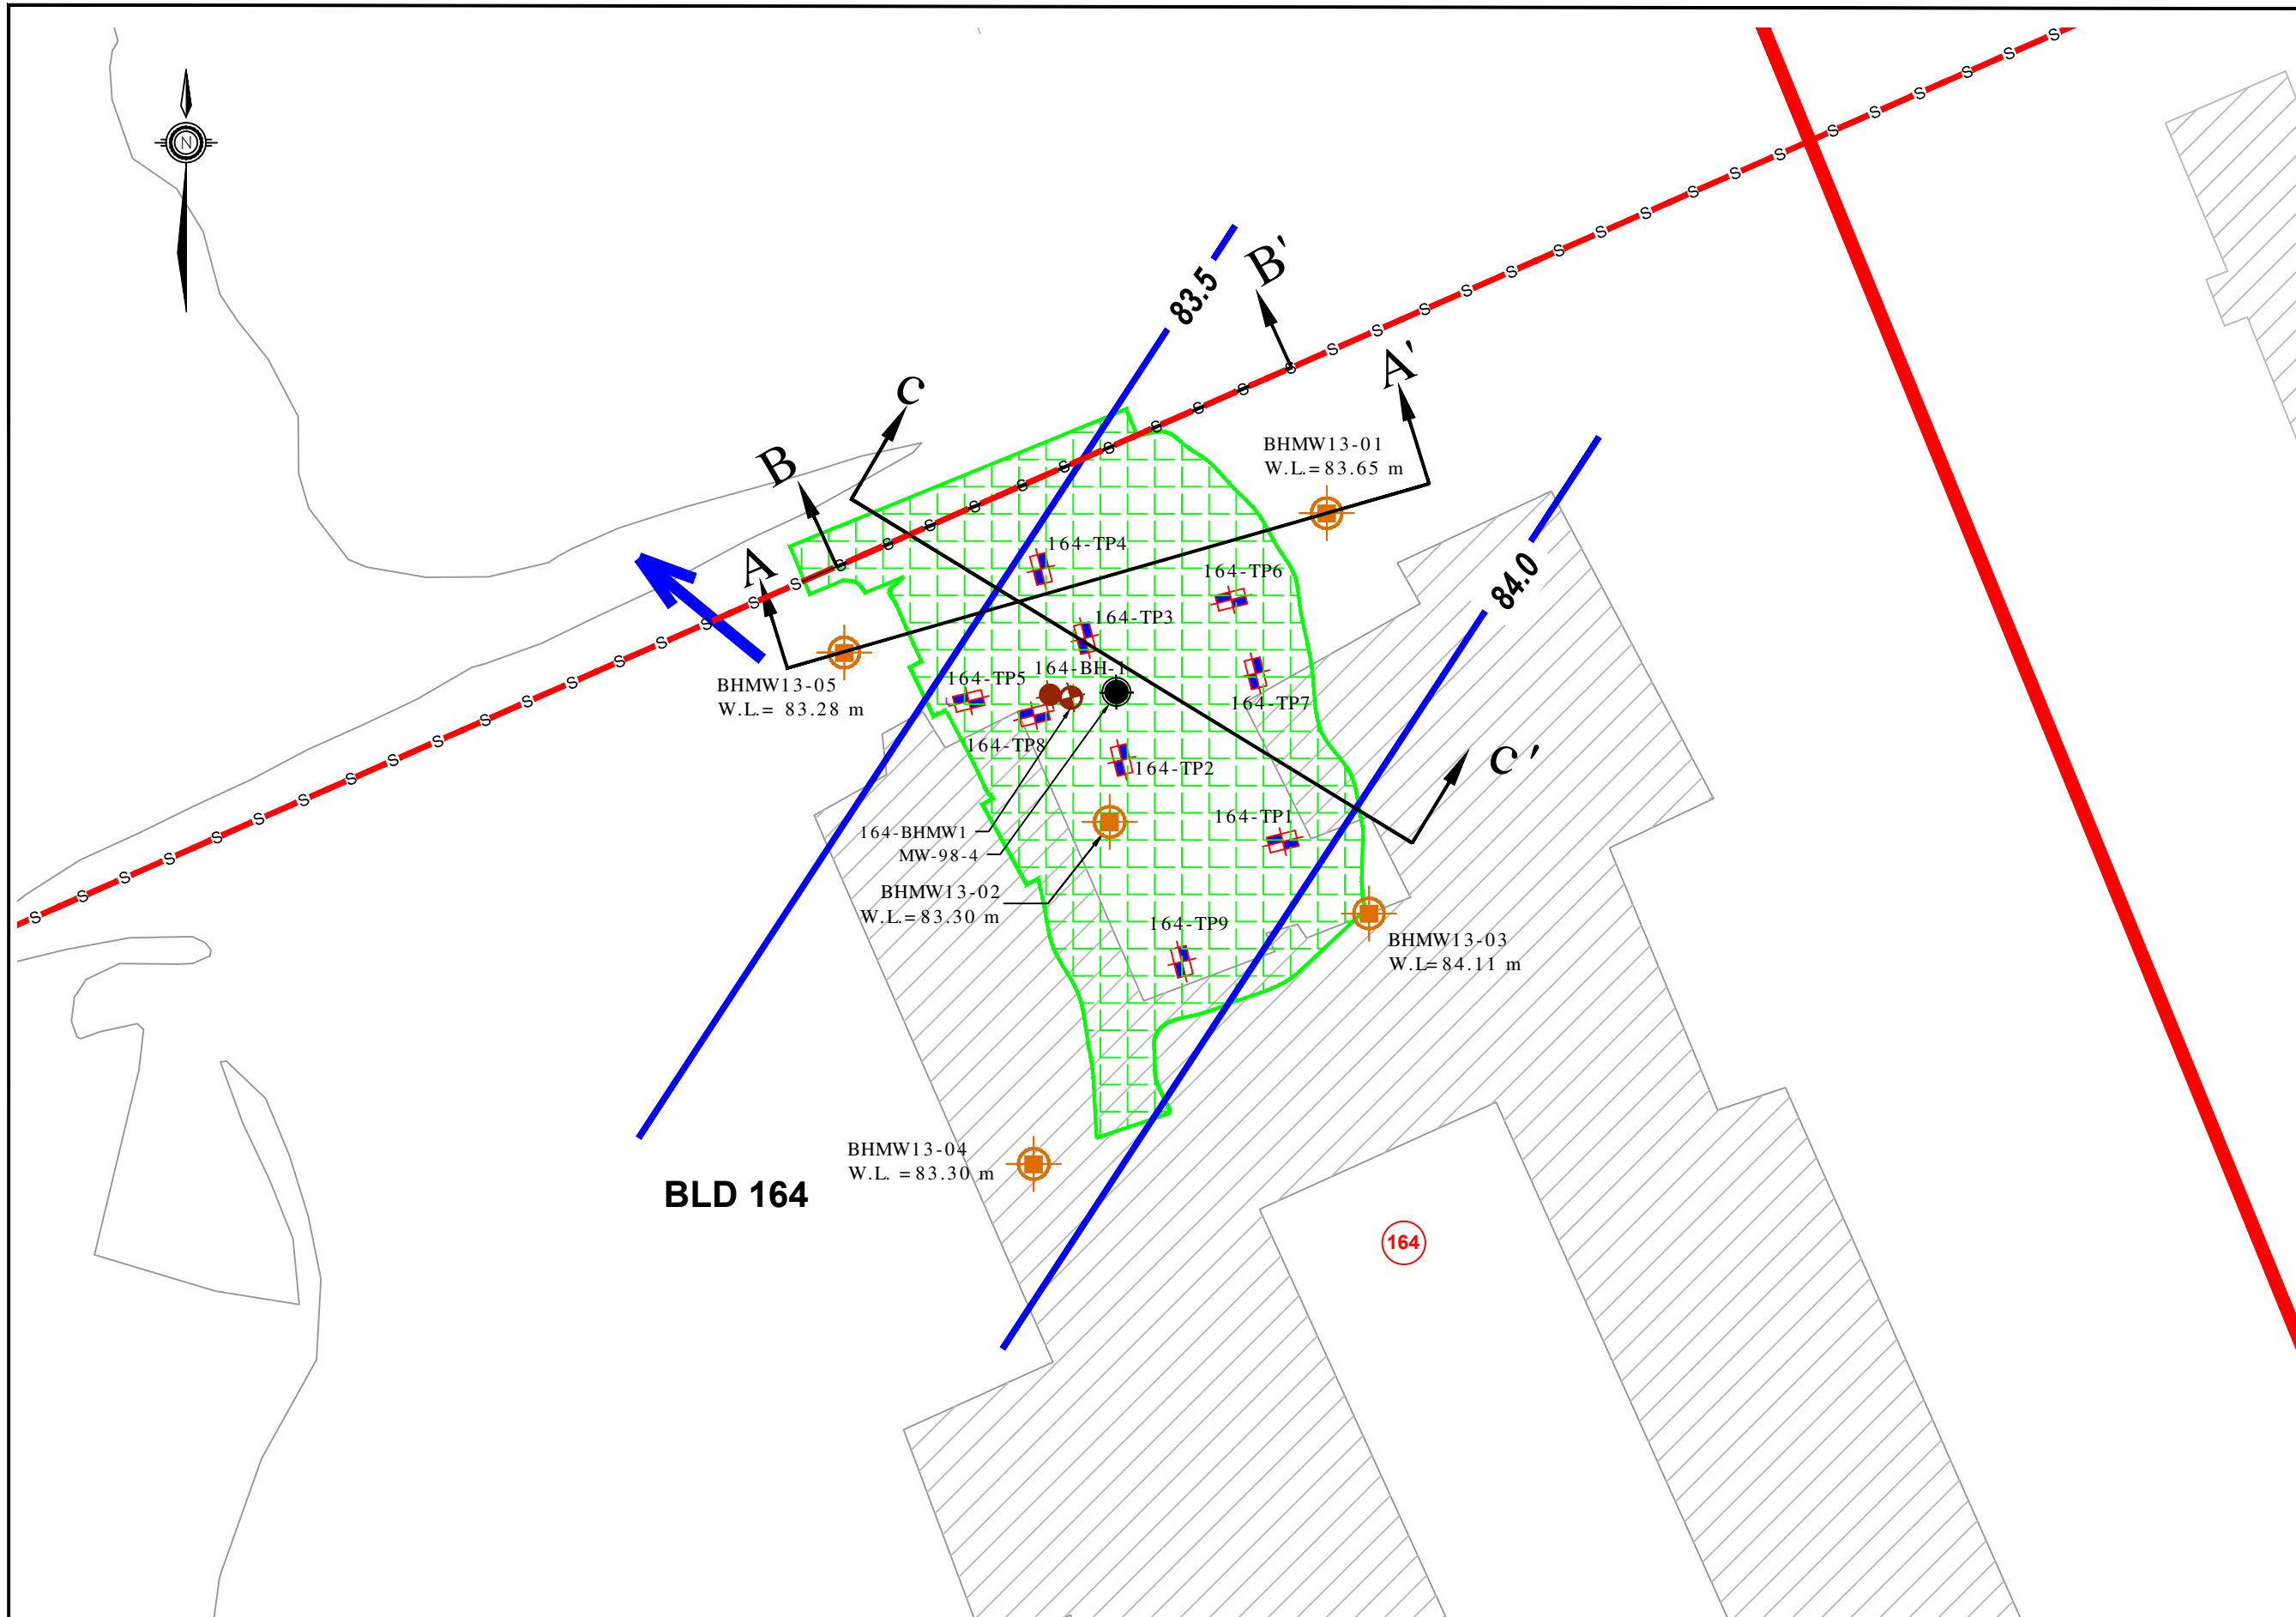 N
83.5
B'
A'
C
BHMW13-01
W.L.=83.65 m
B
A
164-TP4
164-TP6
84.0
164-TP3
164-BH-1
164-TP5
BHMW13-05
W.L.= 83.28 m
164-TP7
164-TP8
C'
164-TP2
164-TP1
164-BHMW1
MW-98-4
BHMW13-02
W.L.=83.30 m
164-TP9
BHMW13-03
W.L=84.11 m
BHMW13-04
W.L. =83.30 m
BLD 164
164
S S S S S S S S S S S S S S S S S S S S S S S S S S S S S S S S S S S S S S S S S S S S S S S